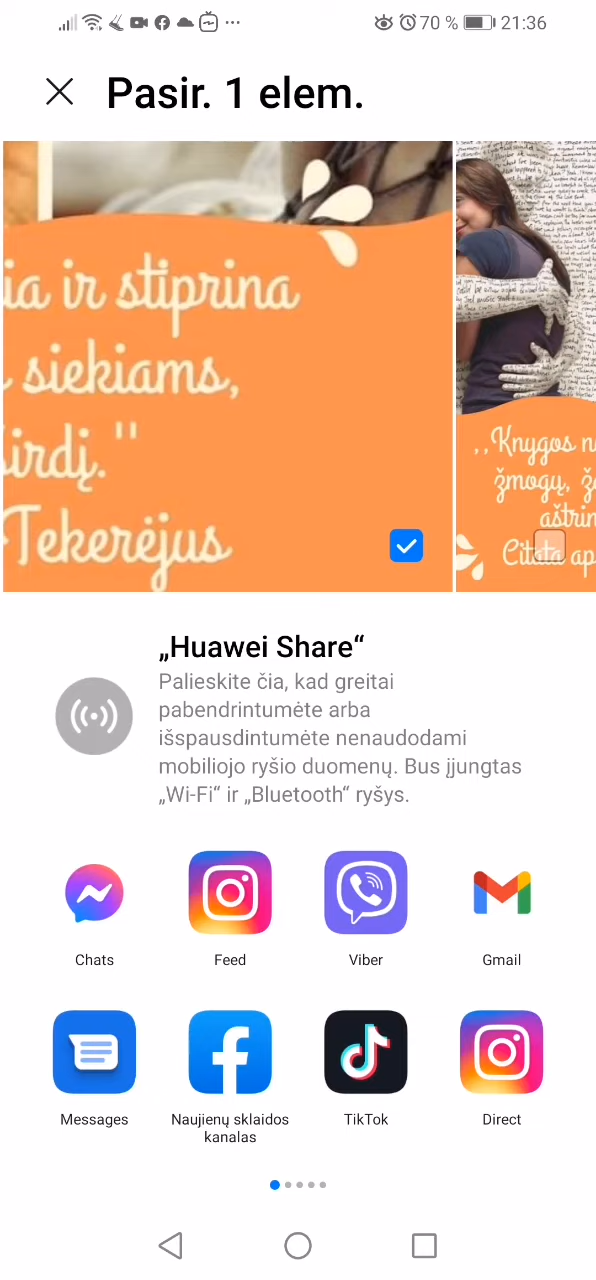 70 % 21:36
Pasir. 1 elem.
ia ir stiprina
siekiams,
širdį."
Tekerėjus
,,Knygos n
žmogų, ž
aštrin
Citata ap
„Huawei Share“
Palieskite čia, kad greitai
pabendrintumėte arba
išspausdintumėte nenaudodami
mobiliojo ryšio duomenų. Bus įjungtas
„Wi-Fi“ ir „Bluetooth“ ryšys.
Chats Feed Viber Gmail
Messages Naujienų sklaidos TikTok Direct
kanalas